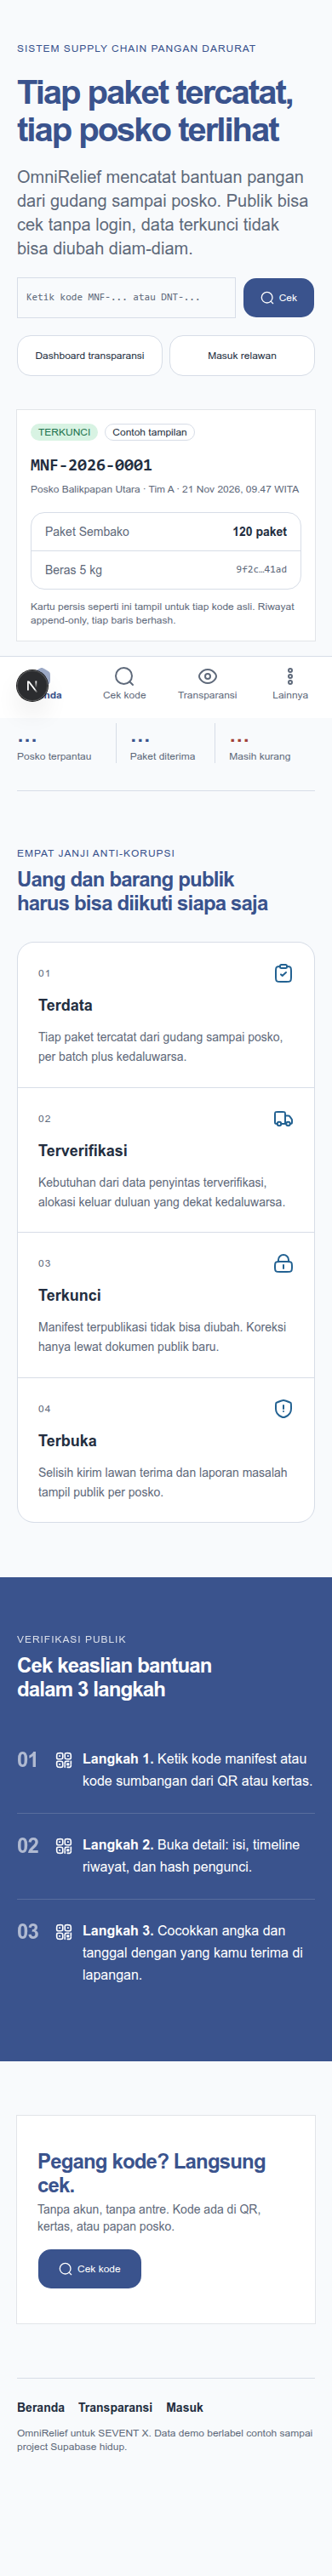 SISTEM SUPPLY CHAIN PANGAN DARURAT
Tiap paket tercatat,
tiap posko terlihat
OmniRelief mencatat bantuan pangan
dari gudang sampai posko. Publik bisa
cek tanpa login, data terkunci tidak
bisa diubah diam-diam.
Ketik kode MNF-... atau DNT-...
Cek
Dashboard transparansi
Masuk relawan
TERKUNCI
Contoh tampilan
MNF-2026-0001
Posko Balikpapan Utara · Tim A · 21 Nov 2026, 09.47 WITA
Paket Sembako
120 paket
Beras 5 kg
9f2c…41ad
Kartu persis seperti ini tampil untuk tiap kode asli. Riwayat
append-only, tiap baris berhash.
N
nda
Cek kode
Transparansi
Lainnya
...
Posko terpantau
...
Paket diterima
...
Masih kurang
EMPAT JANJI ANTI-KORUPSI
Uang dan barang publik
harus bisa diikuti siapa saja
01
Terdata
Tiap paket tercatat dari gudang sampai posko,
per batch plus kedaluwarsa.
02
Terverifikasi
Kebutuhan dari data penyintas terverifikasi,
alokasi keluar duluan yang dekat kedaluwarsa.
03
Terkunci
Manifest terpublikasi tidak bisa diubah. Koreksi
hanya lewat dokumen publik baru.
04
Terbuka
Selisih kirim lawan terima dan laporan masalah
tampil publik per posko.
VERIFIKASI PUBLIK
Cek keaslian bantuan
dalam 3 langkah
01
Langkah 1. Ketik kode manifest atau
kode sumbangan dari QR atau kertas.
02
Langkah 2. Buka detail: isi, timeline
riwayat, dan hash pengunci.
03
Langkah 3. Cocokkan angka dan
tanggal dengan yang kamu terima di
lapangan.
Pegang kode? Langsung
cek.
Tanpa akun, tanpa antre. Kode ada di QR,
kertas, atau papan posko.
Cek kode
Beranda
Transparansi
Masuk
OmniRelief untuk SEVENT X. Data demo berlabel contoh sampai
project Supabase hidup.